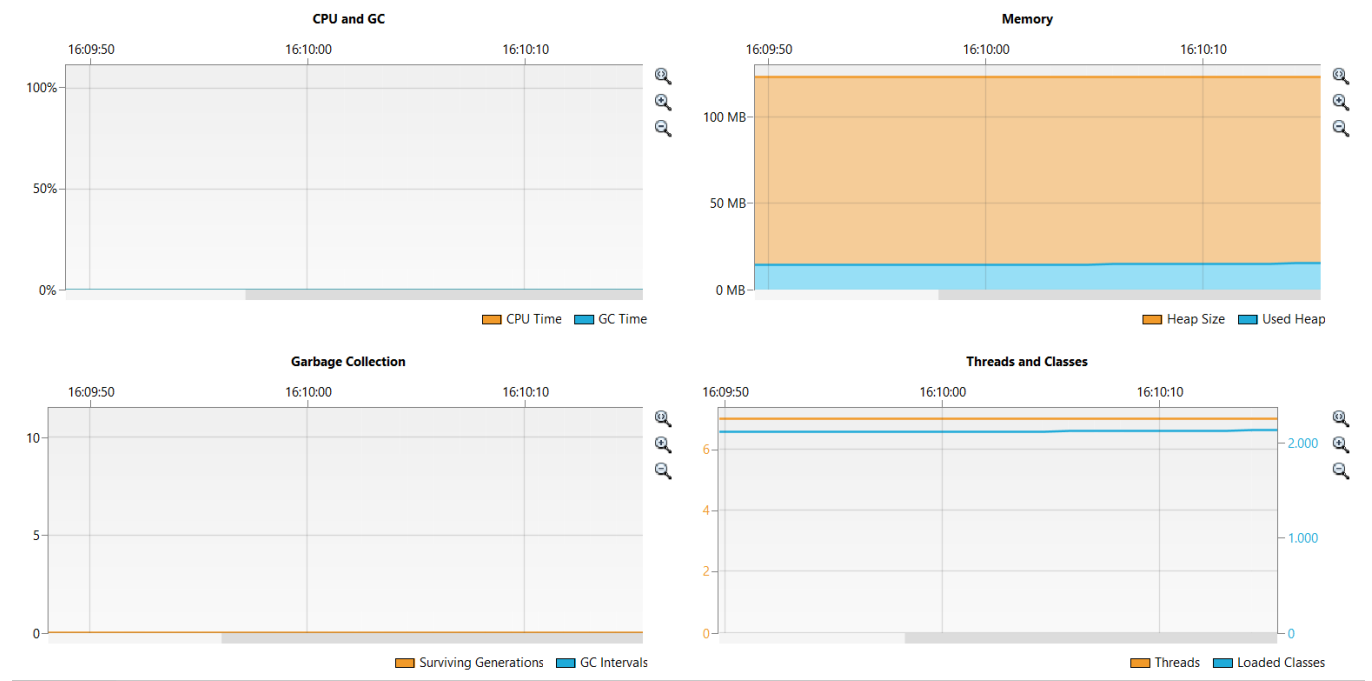 CPU and GC
16:09:50 16:10:00 16:10:10
100%
50%
0%
CPU Time GC Time
Memory
16:09:50 16:10:00 16:10:10
100 MB
50 MB
0 MB
Heap Size Used Heap
Garbage Collection
16:09:50 16:10:00 16:10:10
10
5
0
Surviving Generations GC Intervals
Threads and Classes
16:09:50 16:10:00 16:10:10
6 2.000
4
1.000
2
0 0
Threads Loaded Classes